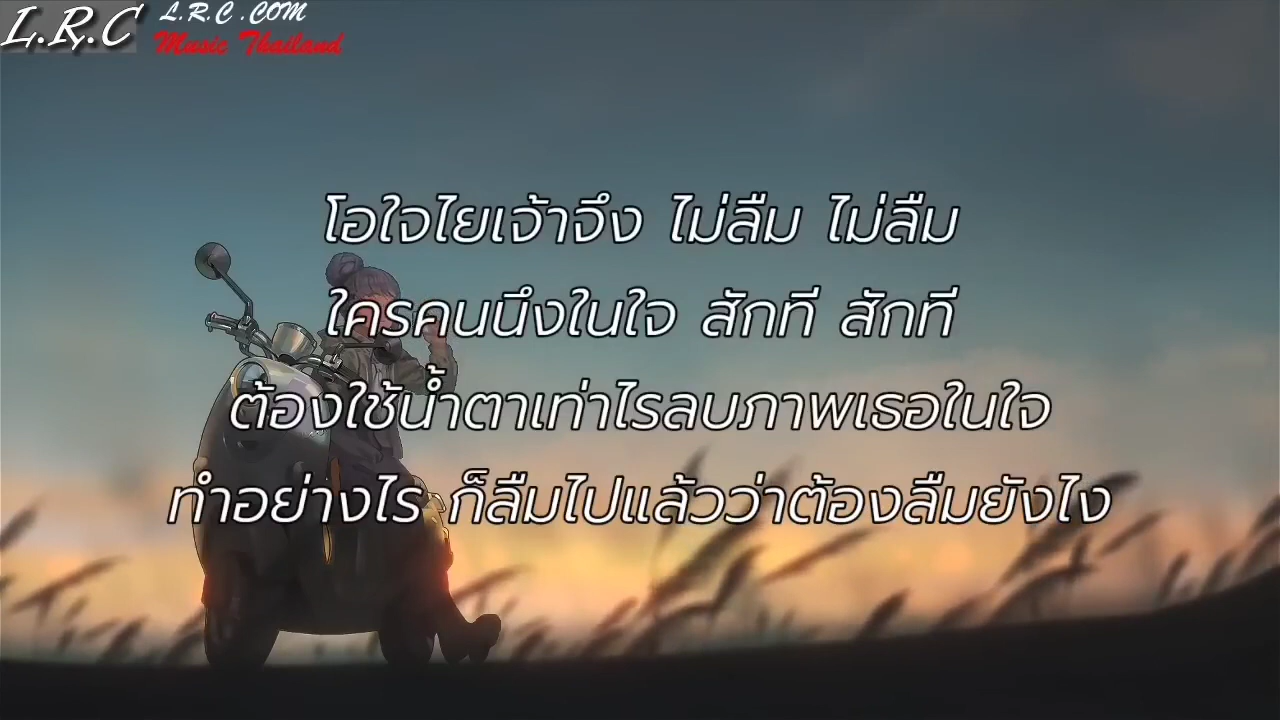 L.R.C
L.R.C .COM
Music Thailand
โอใจไยเจ้าจึง ไม่ลืม ไม่ลืม
ใครคนนึงในใจ สักที สักที
ต้องใช้น้ำตาเท่าไรลบภาพเธอในใจ
ทำอย่างไร ก็ลืมไปแล้วว่าต้องลืมยังไง